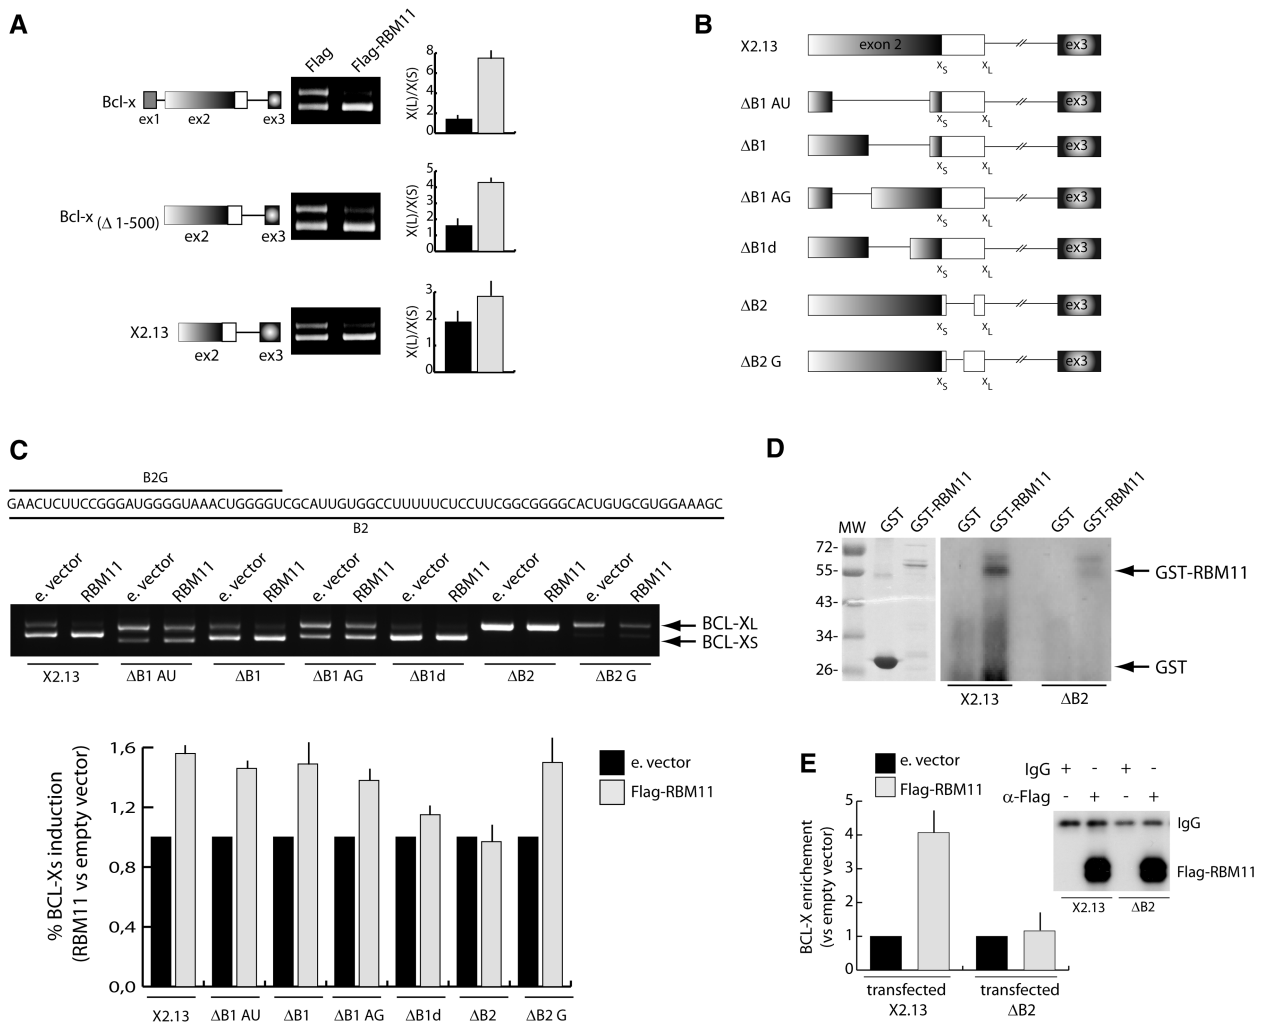 A
Flag
Flag-RBM11
Bcl-x
ex1
ex2
ex3
X(L)/X(S)
8
6
4
2
0
Bcl-x (Δ 1-500)
ex2
ex3
X(L)/X(S)
5
4
3
2
1
0
X2.13
ex2
ex3
X(L)/X(S)
3
2
1
0
B
X2.13
exon 2
ex3
xS
xL
ΔB1 AU
ex3
xS
xL
ΔB1
ex3
xS
xL
ΔB1 AG
ex3
xS
xL
ΔB1d
ex3
xS
xL
ΔB2
ex3
xS
xL
ΔB2 G
ex3
xS
xL
C
B2G
GAACUCUUCCGGGAUGGGGUAAACUGGGGUCGCAUUGUGGCCUUUUUCUCCUUCGGCGGGGCACUGUGCGUGGAAAGC
B2
e. vector
RBM11
e. vector
RBM11
e. vector
RBM11
e. vector
RBM11
e. vector
RBM11
e. vector
RBM11
e. vector
RBM11
BCL-XL
BCL-XS
X2.13
ΔB1 AU
ΔB1
ΔB1 AG
ΔB1d
ΔB2
ΔB2 G
% BCL-Xs induction
(RBM11 vs empty vector)
1,6
1,2
0,8
0,4
0,0
e. vector
Flag-RBM11
X2.13
ΔB1 AU
ΔB1
ΔB1 AG
ΔB1d
ΔB2
ΔB2 G
D
MW
GST
GST-RBM11
GST
GST-RBM11
GST
GST-RBM11
72-
55-
43-
34-
26-
GST-RBM11
GST
X2.13
ΔB2
E
e. vector
Flag-RBM11
BCL-X enrichement
(vs empty vector)
5
4
3
2
1
0
transfected
X2.13
transfected
ΔB2
IgG + - + -
α-Flag - + - +
IgG
Flag-RBM11
X2.13
ΔB2